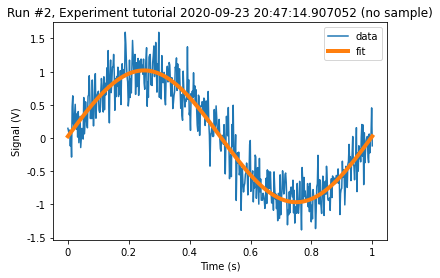 Run #2, Experiment tutorial 2020-09-23 20:47:14.907052 (no sample)
data
fit
1.5
1
0.5
0
-0.5
-1
-1.5
Signal (V)
0
0.2
0.4
0.6
0.8
1
Time (s)